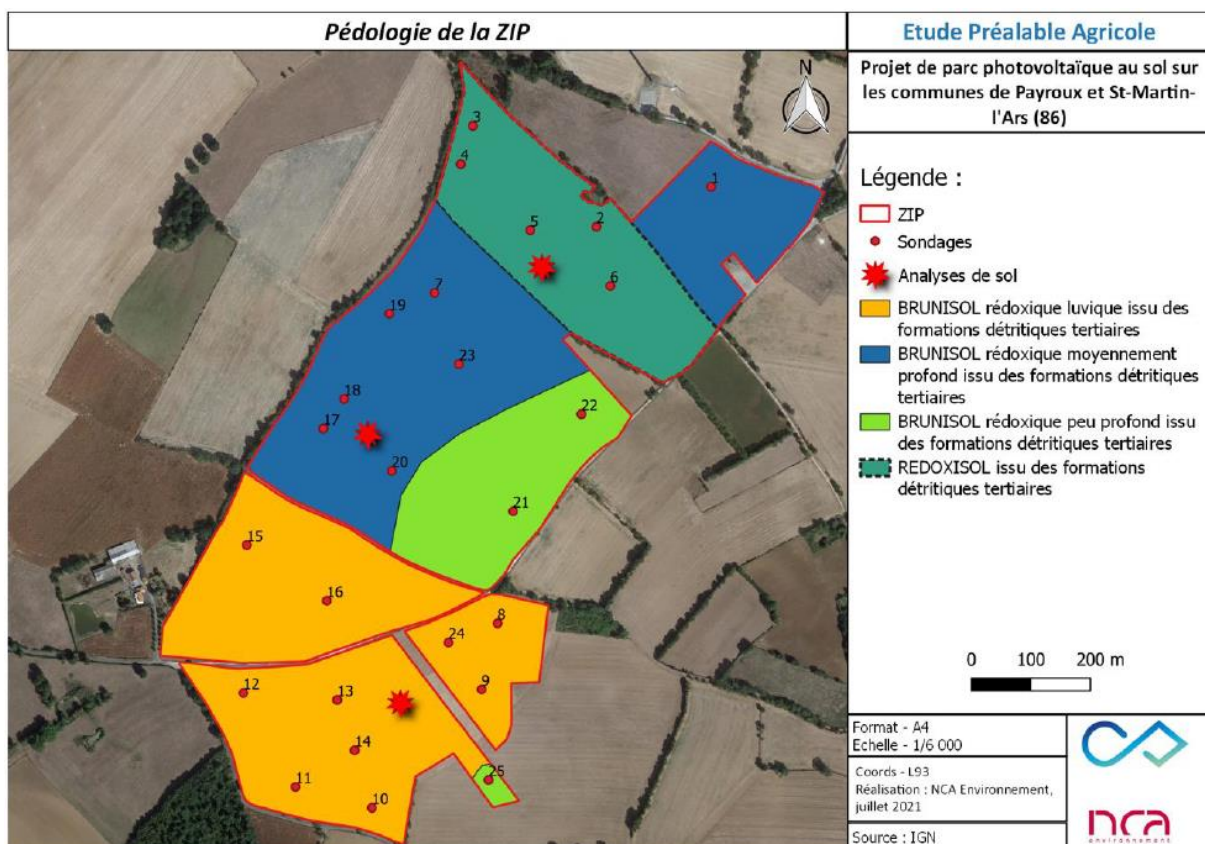 Pédologie de la ZIP
N
3
4
1
5
2
6
7
19
23
18
22
17
20
21
15
16
8
24
12
13
9
14
25
11
10
Etude Préalable Agricole
Projet de parc photovoltaïque au sol sur
les communes de Payroux et St-Martin-
l'Ars (86)
Légende :
ZIP
Sondages
Analyses de sol
BRUNISOL rédoxique luvique issu des
formations détritiques tertiaires
BRUNISOL rédoxique moyennement
profond issu des formations détritiques
tertiaires
BRUNISOL rédoxique peu profond issu
des formations détritiques tertiaires
REDOXISOL issu des formations
détritiques tertiaires
0 100 200 m
Format - A4
Echelle - 1/6 000
Coords - L93
Réalisation : NCA Environnement,
juillet 2021
Source : IGN
nca
environnement